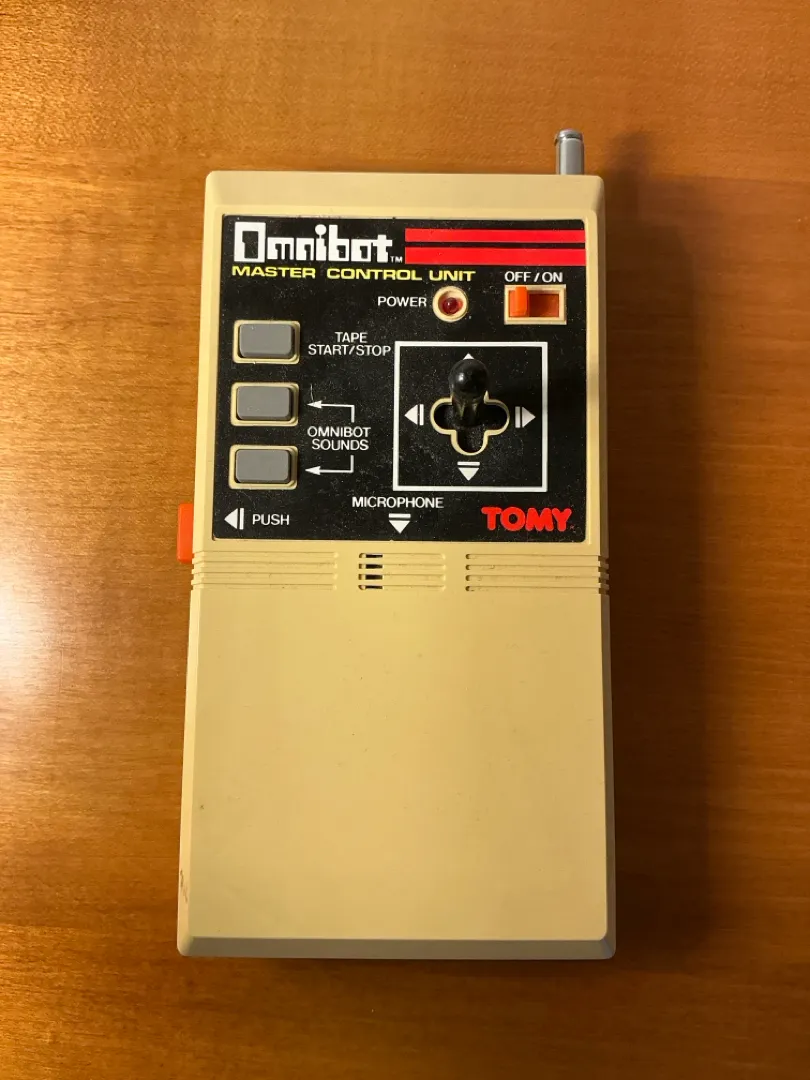 Omnibot™
MASTER CONTROL UNIT
OFF/ON
POWER
TAPE
START/STOP
OMNIBOT
SOUNDS
MICROPHONE
PUSH
TOMY